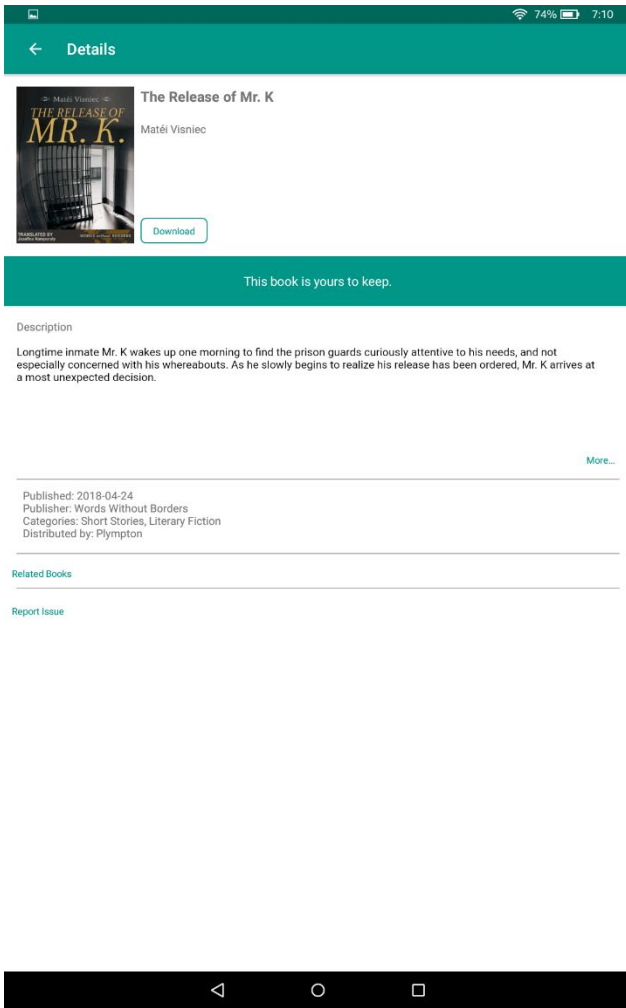 74% 7:10
Details
Matéi Visniec
THE RELEASE OF
MR. K.
TRANSLATED BY
WORDS without BORDERS
The Release of Mr. K
Matéi Visniec
Download
This book is yours to keep.
Description
Longtime inmate Mr. K wakes up one morning to find the prison guards curiously attentive to his needs, and not
especially concerned with his whereabouts. As he slowly begins to realize his release has been ordered, Mr. K arrives at
a most unexpected decision.
More...
Published: 2018-04-24
Publisher: Words Without Borders
Categories: Short Stories, Literary Fiction
Distributed by: Plympton
Related Books
Report Issue